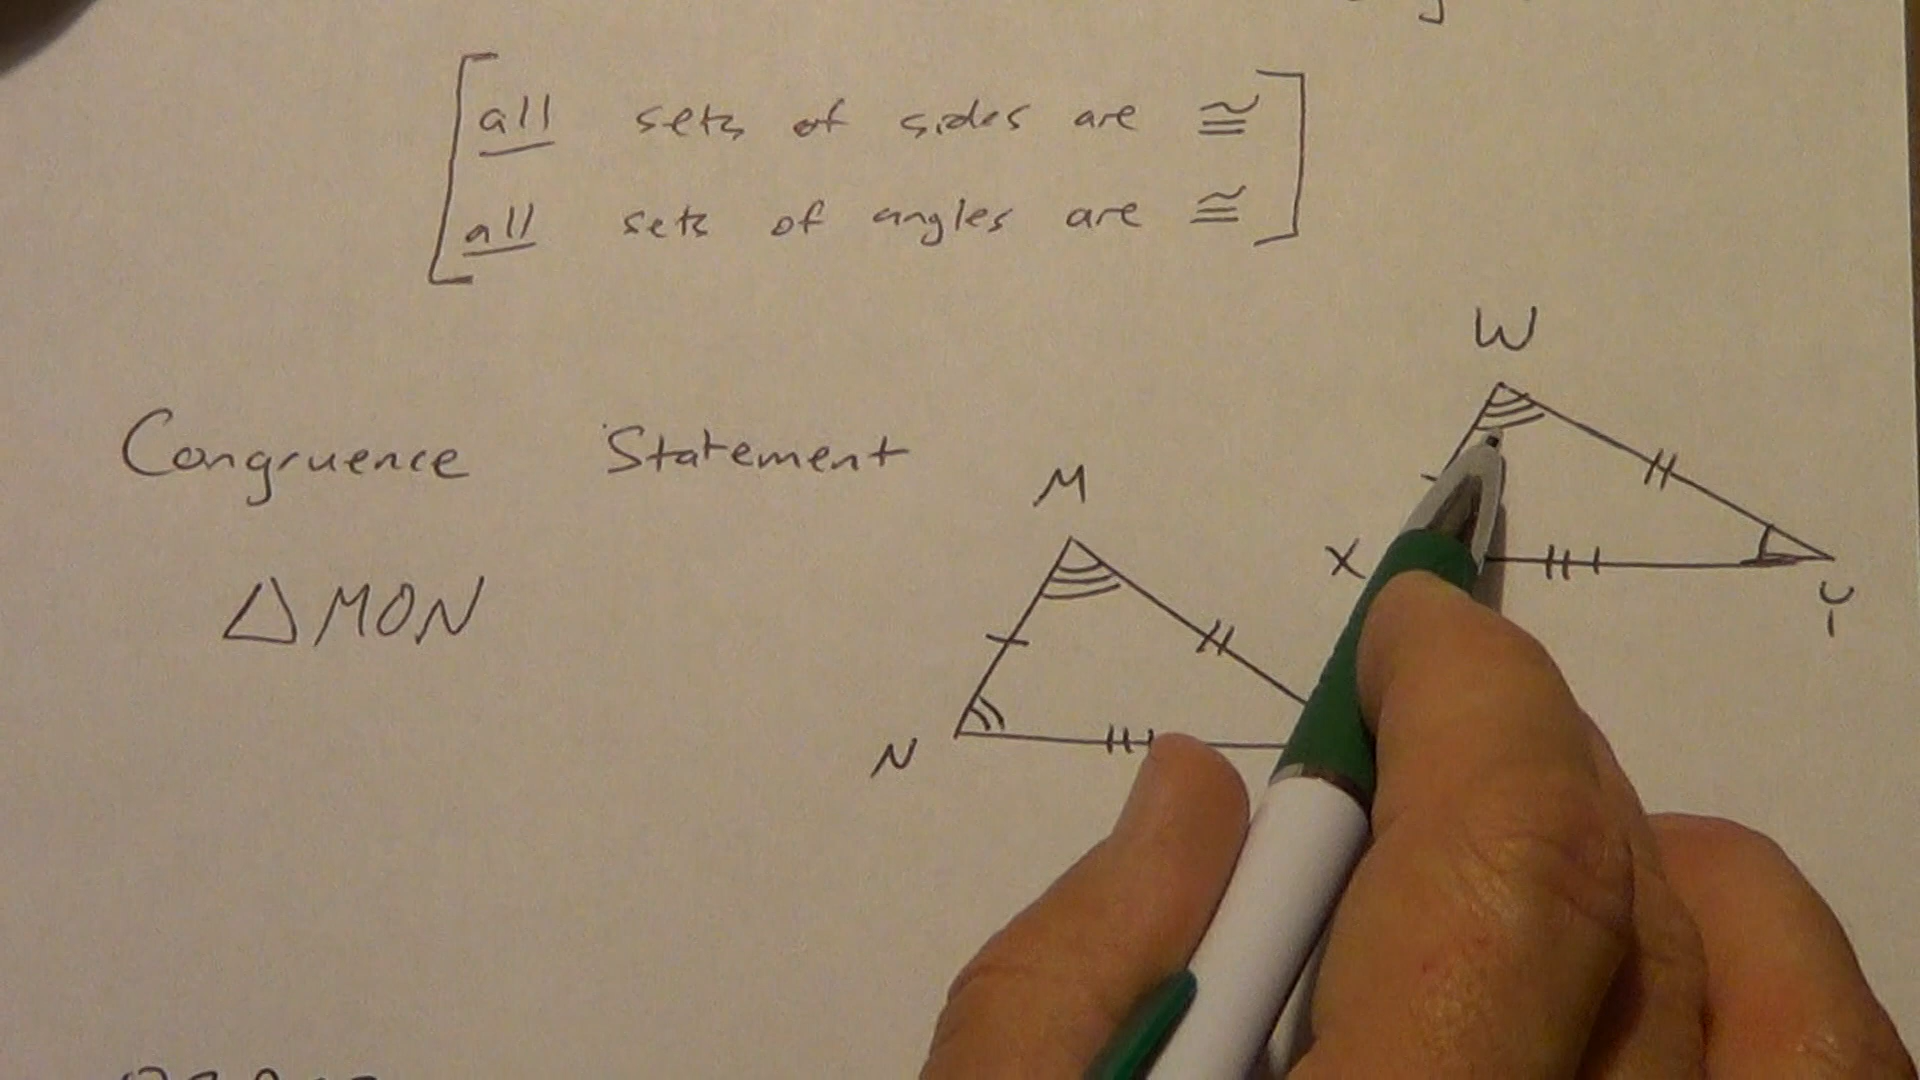 all sets of sides are ≅
all sets of angles are ≅
Congruence Statement
△MON
M
N
W
X
Y